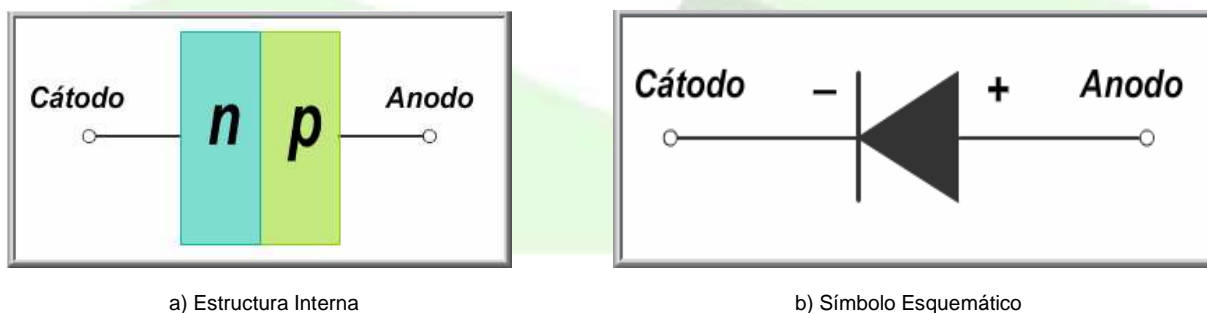 Cátodo
n p
Anodo
a) Estructura Interna
Cátodo – + Anodo
b) Símbolo Esquemático